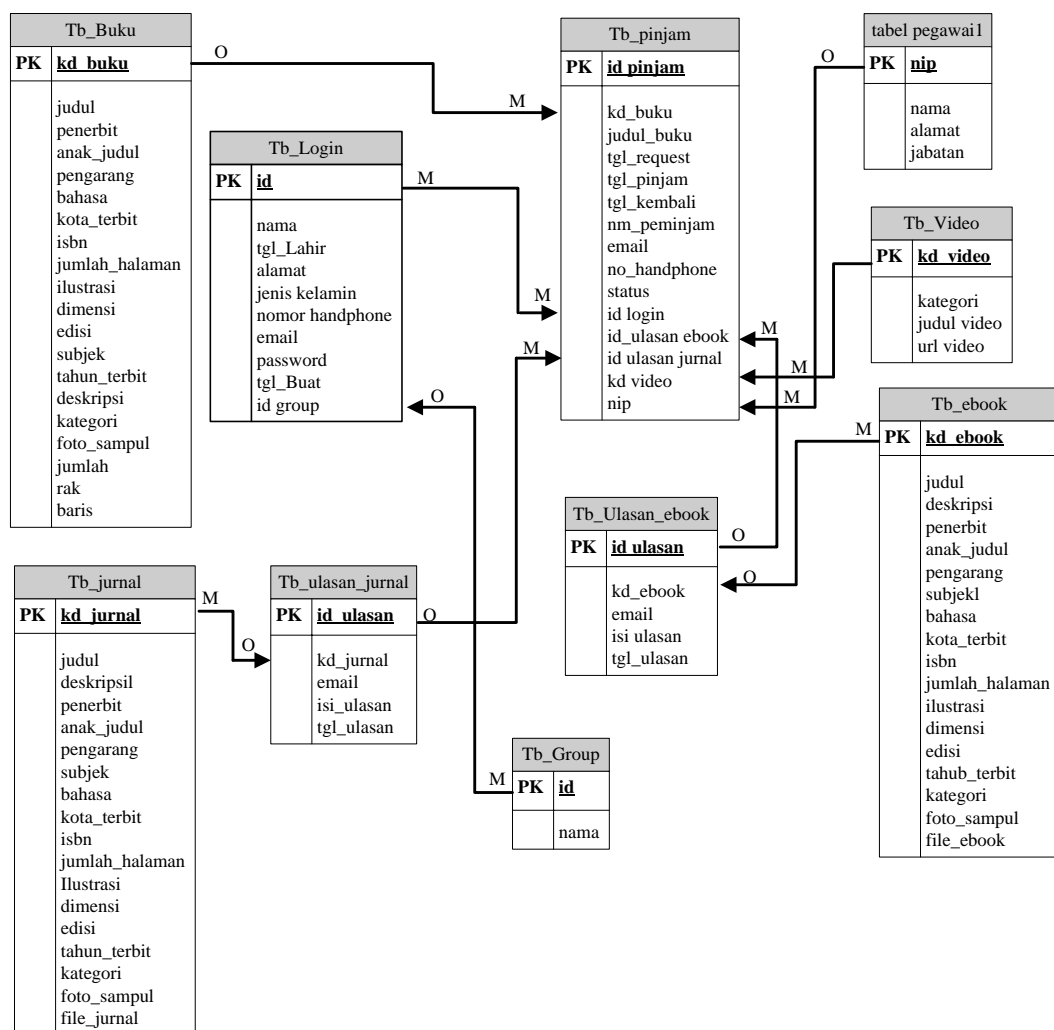 Tb_Buku
PK kd_buku
judul
penerbit
anak_judul
pengarang
bahasa
kota_terbit
isbn
jumlah_halaman
ilustrasi
dimensi
edisi
subjek
tahun_terbit
deskripsi
kategori
foto_sampul
jumlah
rak
baris
O
M
Tb_Login
PK id
nama
tgl_Lahir
alamat
jenis kelamin
nomor handphone
email
password
tgl_Buat
id group
M
M
O
M
Tb_pinjam
PK id pinjam
kd_buku
judul_buku
tgl_request
tgl_pinjam
tgl_kembali
nm_peminjam
email
no_handphone
status
id login
id_ulasan ebook
id ulasan jurnal
kd video
nip
M
M
M
tabel pegawai1
O
PK nip
nama
alamat
jabatan
Tb_Video
M
PK kd_video
kategori
judul video
url video
Tb_ebook
M
PK kd_ebook
judul
deskripsi
penerbit
anak_judul
pengarang
subjekl
bahasa
kota_terbit
isbn
jumlah_halaman
ilustrasi
dimensi
edisi
tahub_terbit
kategori
foto_sampul
file_ebook
Tb_Ulasan_ebook
PK id ulasan
kd_ebook
email
isi ulasan
tgl_ulasan
O
O
Tb_jurnal
PK kd_jurnal
judul
deskripsil
penerbit
anak_judul
pengarang
subjek
bahasa
kota_terbit
isbn
jumlah_halaman
Ilustrasi
dimensi
edisi
tahun_terbit
kategori
foto_sampul
file_jurnal
M
O
Tb_ulasan_jurnal
PK id_ulasan
kd_jurnal
email
isi_ulasan
tgl_ulasan
O
Tb_Group
M
PK id
nama